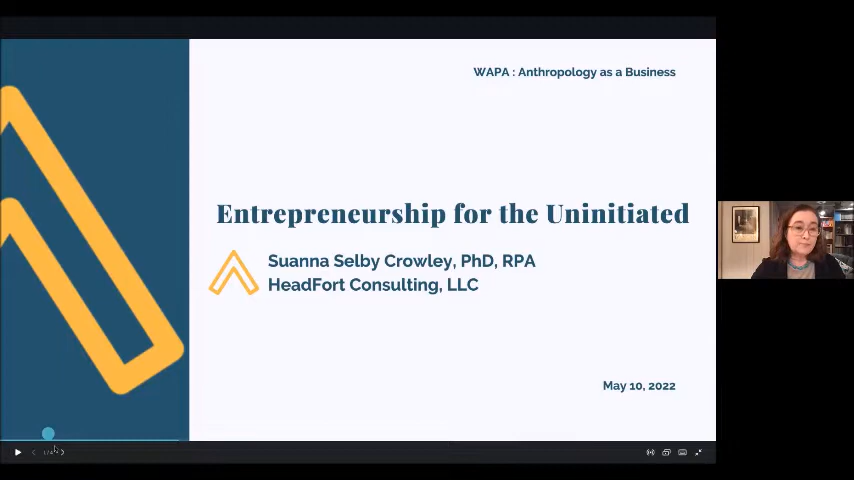 WAPA : Anthropology as a Business
Entrepreneurship for the Uninitiated
Suanna Selby Crowley, PhD, RPA
HeadFort Consulting, LLC
May 10, 2022